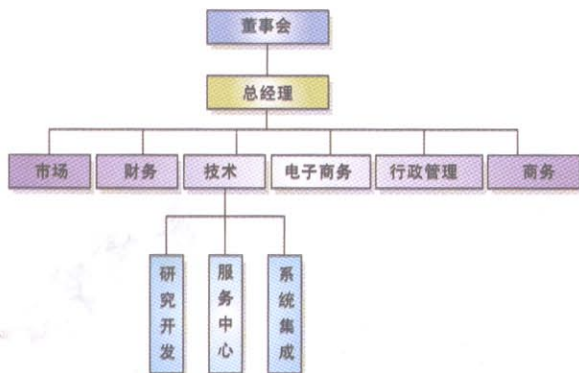 董事会
总经理
市场 财务 技术 电子商务 行政管理 商务
研究开发 服务中心 系统集成